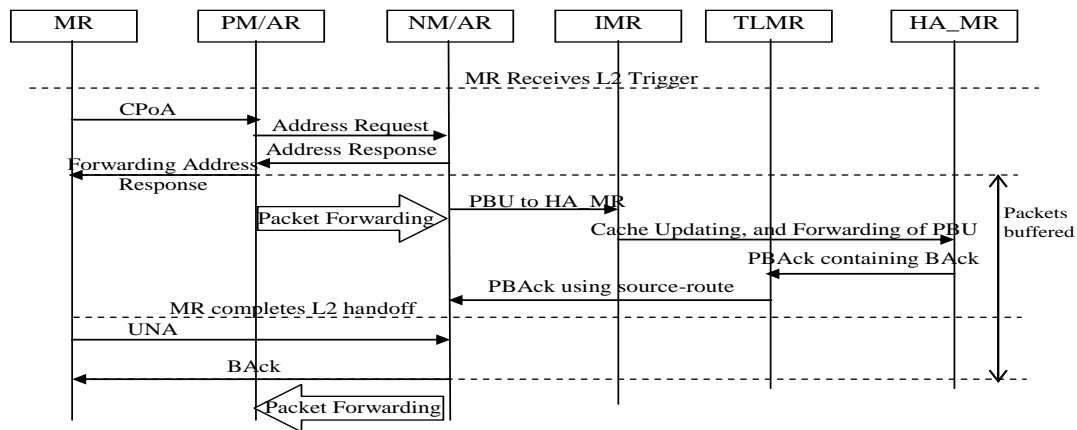 MR
PM/AR
NM/AR
IMR
TLMR
HA_MR
MR Receives L2 Trigger
CPoA
Address Request
Address Response
Forwarding Address
Response
Packet Forwarding
PBU to HA_MR
Packets
buffered
Cache Updating, and Forwarding of PBU
PBAck containing BAck
PBAck using source-route
MR completes L2 handoff
UNA
BAck
Packet Forwarding